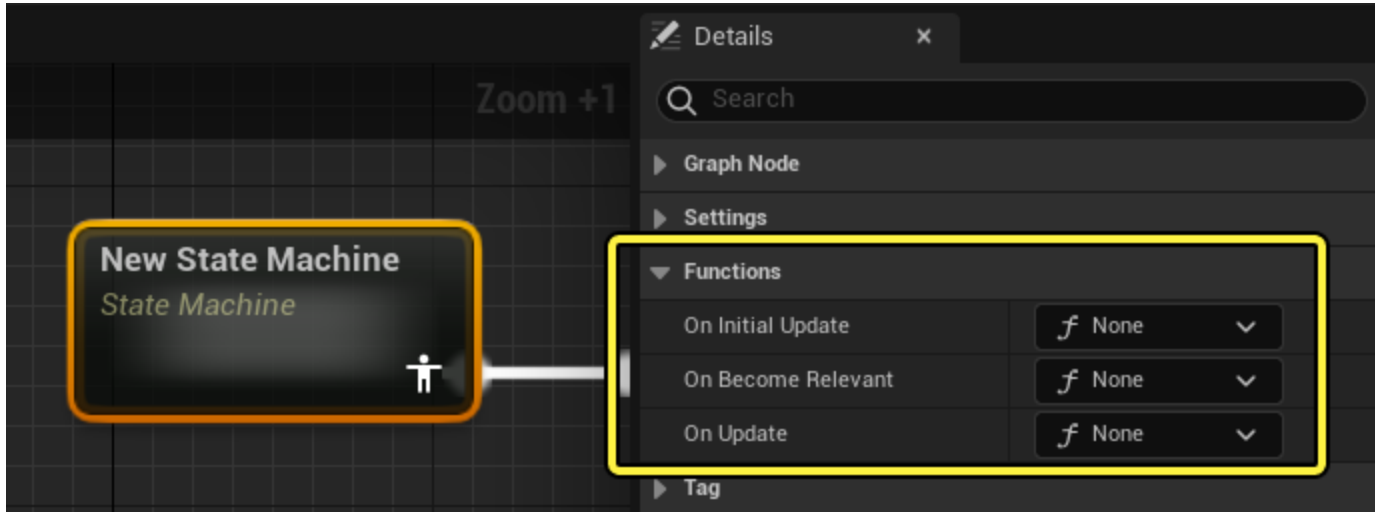 Details
Zoom +1
Search
Graph Node
Settings
New State Machine
State Machine
Functions
On Initial Update
f None
On Become Relevant
f None
On Update
f None
Tag